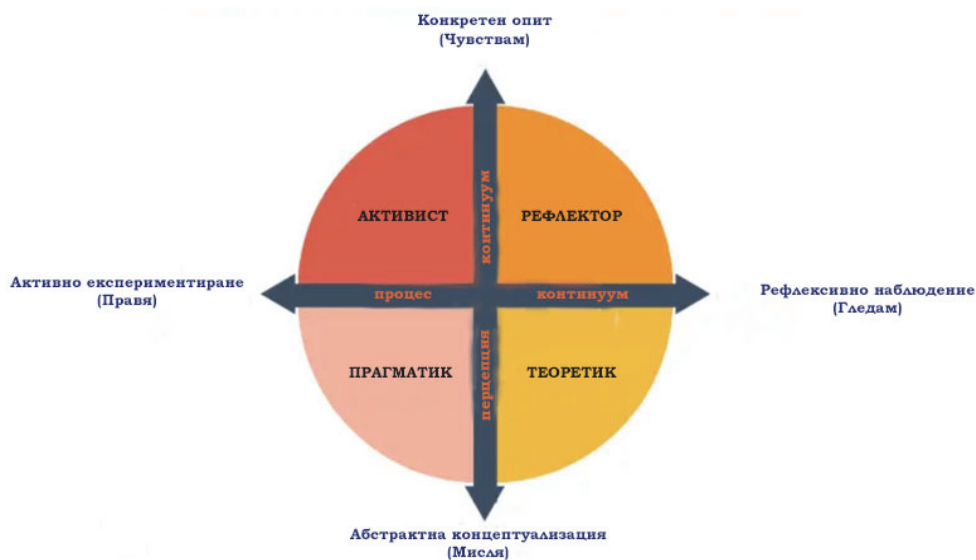 Конкретен опит
(Чувствам)
континуум
АКТИВИСТ
РЕФЛЕКТОР
Активно експериментиране
(Правя)
процес
континуум
Рефлексивно наблюдение
(Гледам)
перцепция
ПРАГМАТИК
ТЕОРЕТИК
Абстрактна концептуализация
(Мисля)